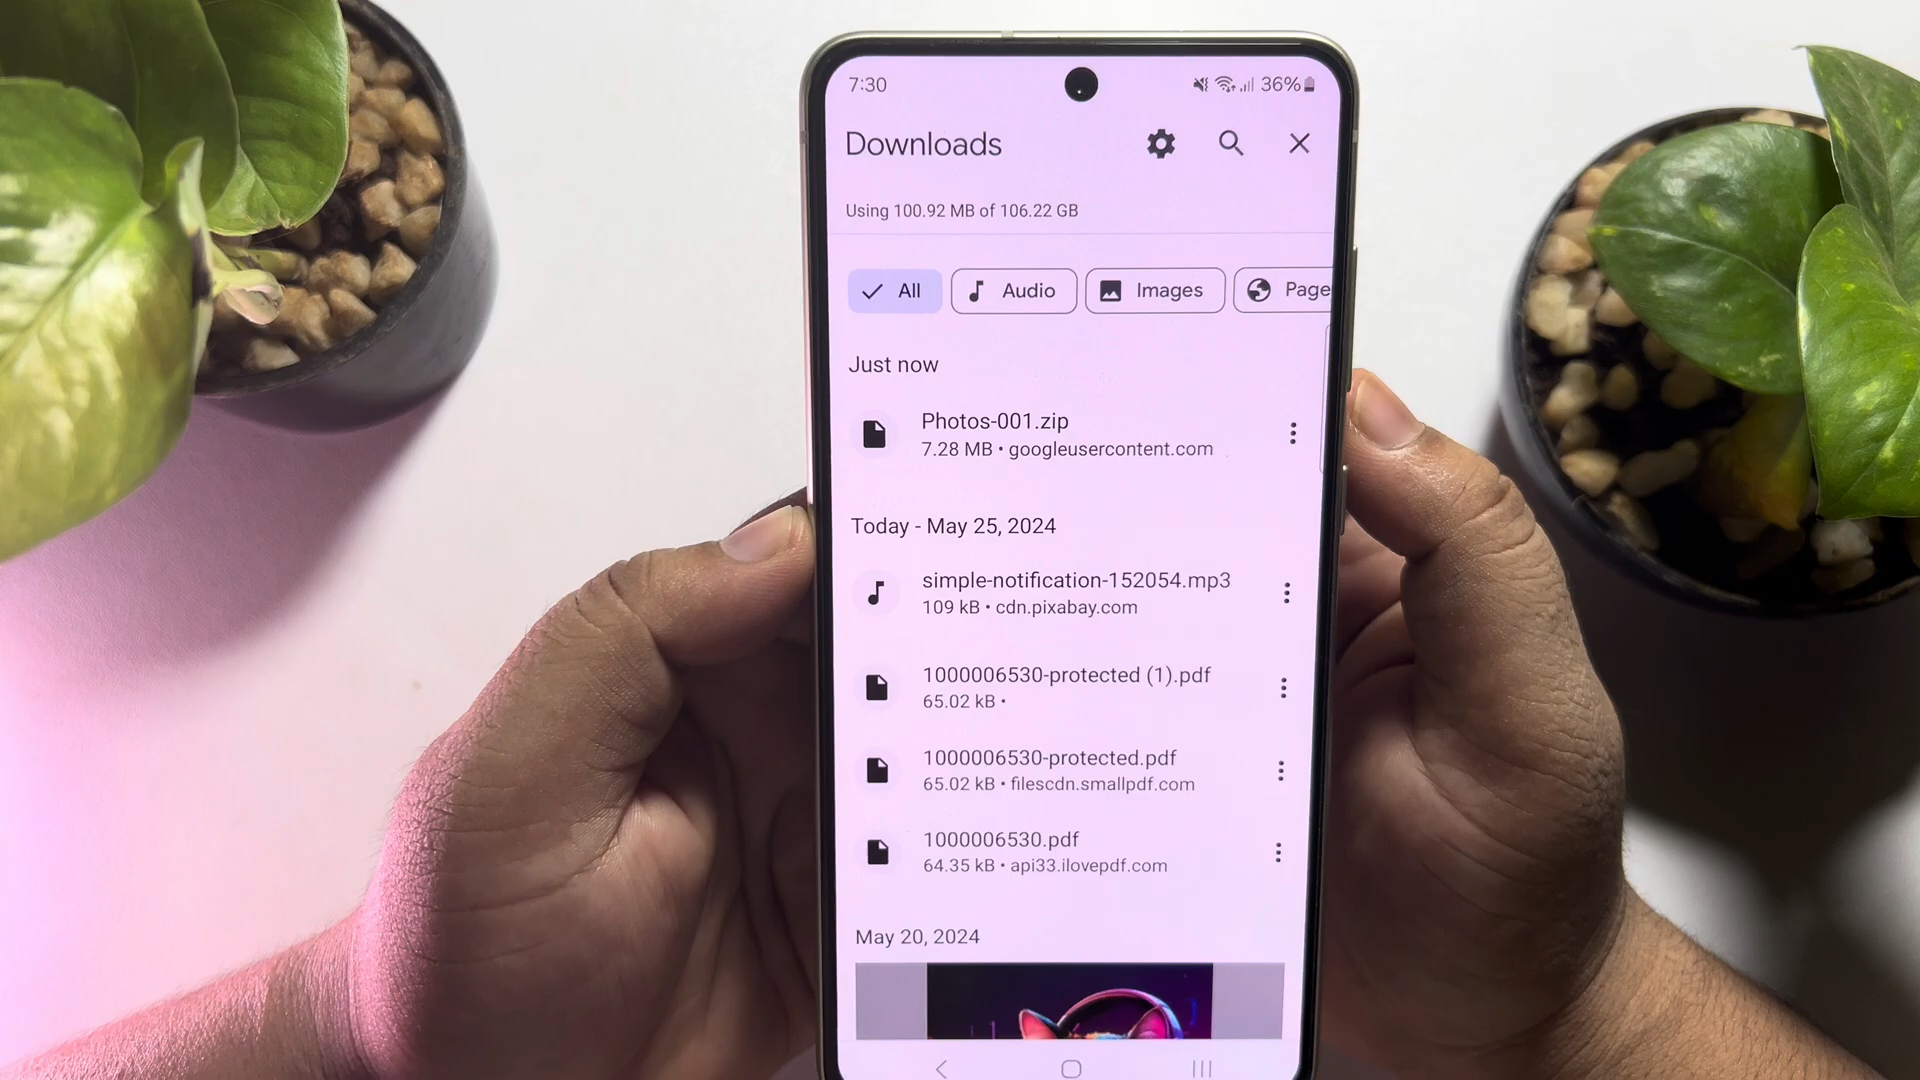 7:30
36%
Downloads
Using 100.92 MB of 106.22 GB
All
Audio
Images
Page
Just now
Photos-001.zip
7.28 MB • googleusercontent.com
Today - May 25, 2024
simple-notification-152054.mp3
109 kB • cdn.pixabay.com
1000006530-protected (1).pdf
65.02 kB •
1000006530-protected.pdf
65.02 kB • filescdn.smallpdf.com
1000006530.pdf
64.35 kB • api33.ilovepdf.com
May 20, 2024